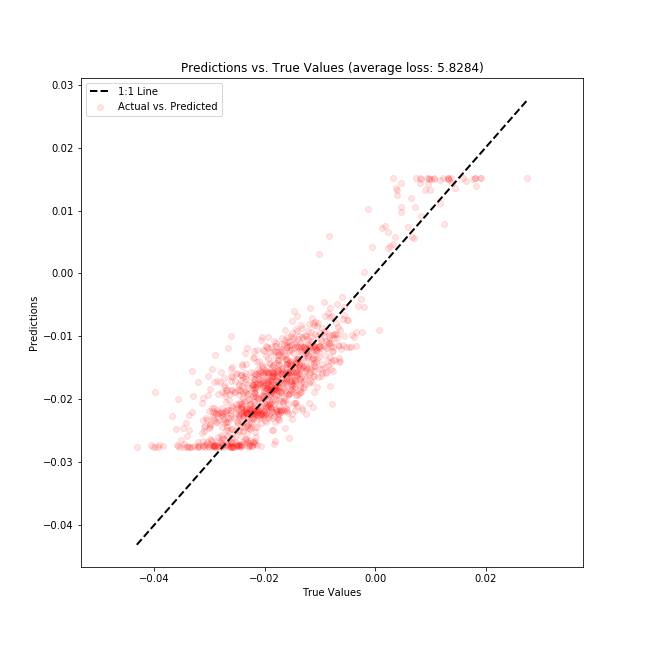 Predictions vs. True Values (average loss: 5.8284)
1:1 Line
Actual vs. Predicted
0.03
0.02
0.01
0.00
−0.01
−0.02
−0.03
−0.04
Predictions
−0.04 −0.02 0.00 0.02
True Values